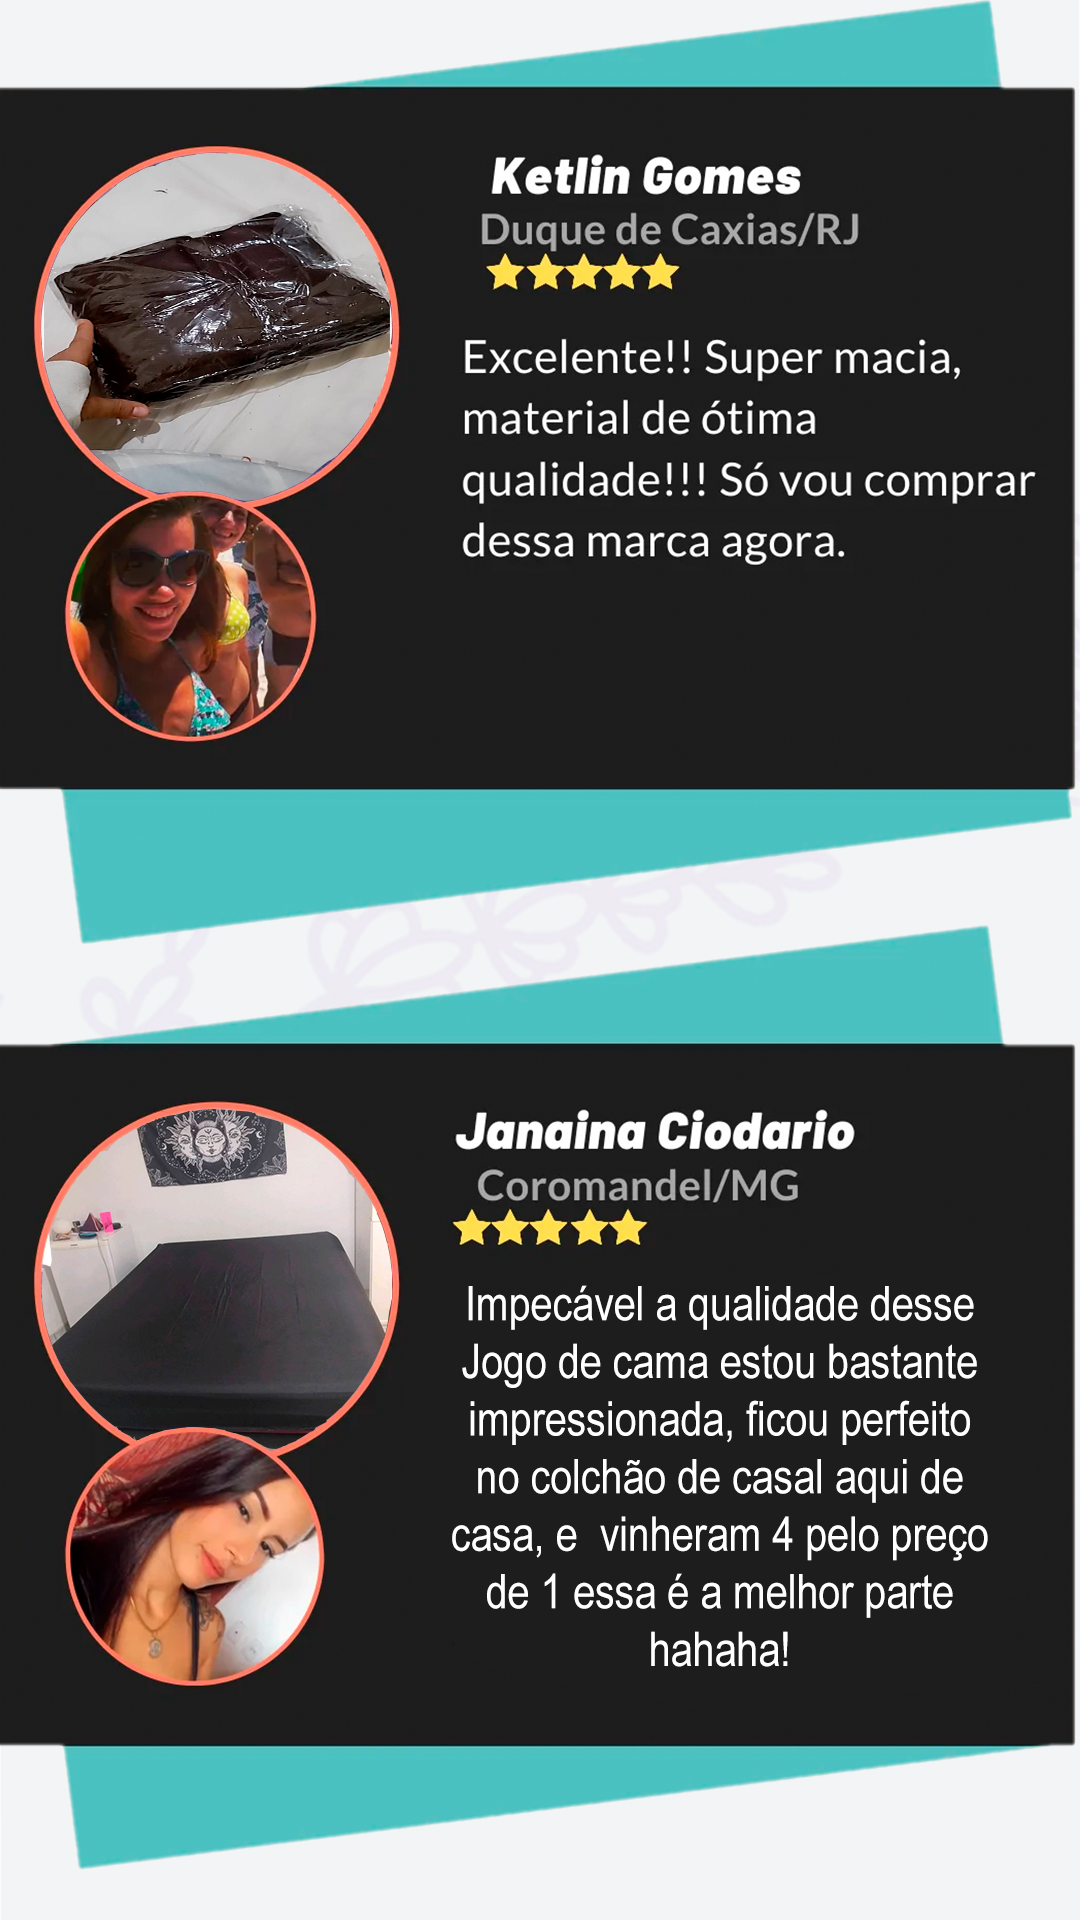 Ketlin Gomes
Duque de Caxias/RJ
Excelente!! Super macia,
material de ótima
qualidade!!! Só vou comprar
dessa marca agora.
Janaina Ciodario
Coromandel/MG
Impecável a qualidade desse
Jogo de cama estou bastante
impressionada, ficou perfeito
no colchão de casal aqui de
casa, e  vinheram 4 pelo preço
de 1 essa é a melhor parte
hahaha!